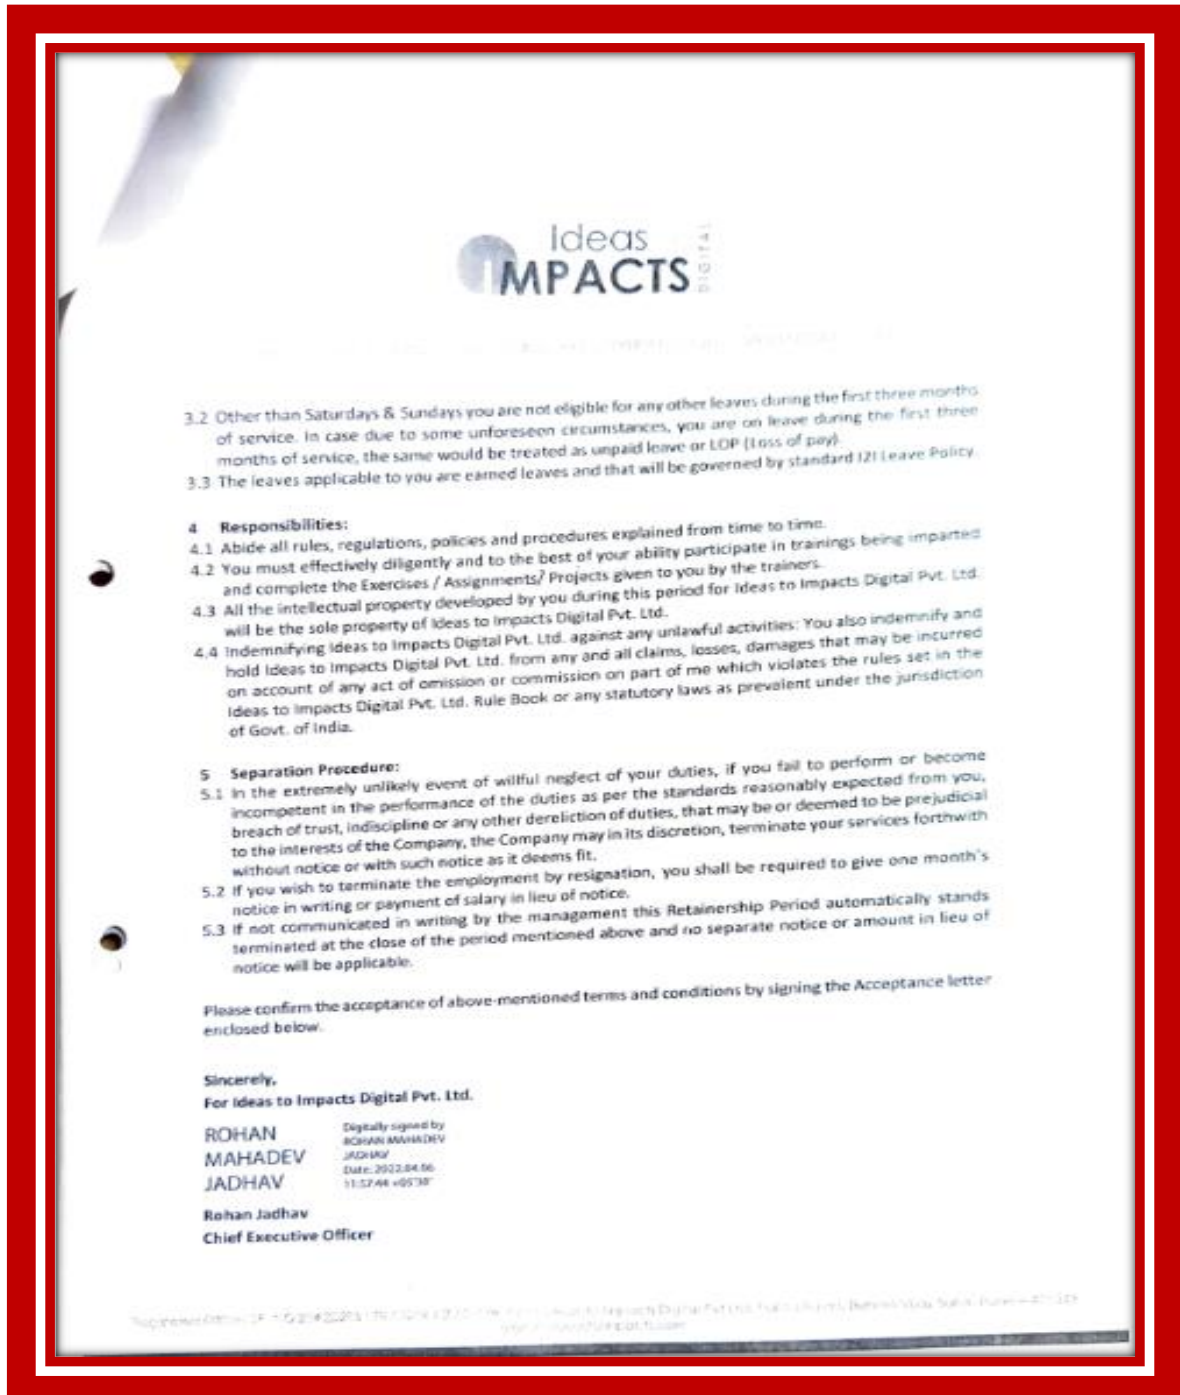 Ideas
IMPACTS
DIGITAL
3.2 Other than Saturdays & Sundays you are not eligible for any other leaves during the first three months
of service. In case due to some unforeseen circumstances, you are on leave during the first three
months of service, the same would be treated as unpaid leave or LOP (Loss of pay).
3.3 The leaves applicable to you are earned leaves and that will be governed by standard I2I Leave Policy.
4 Responsibilities:
4.1 Abide all rules, regulations, policies and procedures explained from time to time.
4.2 You must effectively diligently and to the best of your ability participate in trainings being imparted
and complete the Exercises / Assignments/ Projects given to you by the trainers.
4.3 All the intellectual property developed by you during this period for Ideas to Impacts Digital Pvt. Ltd.
will be the sole property of Ideas to Impacts Digital Pvt. Ltd.
4.4 Indemnifying Ideas to Impacts Digital Pvt. Ltd. against any unlawful activities: You also indemnify and
hold Ideas to Impacts Digital Pvt. Ltd. from any and all claims, losses, damages that may be incurred
on account of any act of omission or commission on part of me which violates the rules set in the
Ideas to Impacts Digital Pvt. Ltd. Rule Book or any statutory laws as prevalent under the jurisdiction
of Govt. of India.
5 Separation Procedure:
5.1 In the extremely unlikely event of willful neglect of your duties, if you fail to perform or become
incompetent in the performance of the duties as per the standards reasonably expected from you,
breach of trust, indiscipline or any other dereliction of duties, that may be or deemed to be prejudicial
to the interests of the Company, the Company may in its discretion, terminate your services forthwith
without notice or with such notice as it deems fit.
5.2 If you wish to terminate the employment by resignation, you shall be required to give one month's
notice in writing or payment of salary in lieu of notice.
5.3 If not communicated in writing by the management this Retainership Period automatically stands
terminated at the close of the period mentioned above and no separate notice or amount in lieu of
notice will be applicable.
Please confirm the acceptance of above-mentioned terms and conditions by signing the Acceptance letter
enclosed below.
Sincerely,
For Ideas to Impacts Digital Pvt. Ltd.
ROHAN
MAHADEV
JADHAV
Digitally signed by
ROHAN MAHADEV
JADHAV
Date: 2022.04.06
11:57:44 +05'30'
Rohan Jadhav
Chief Executive Officer